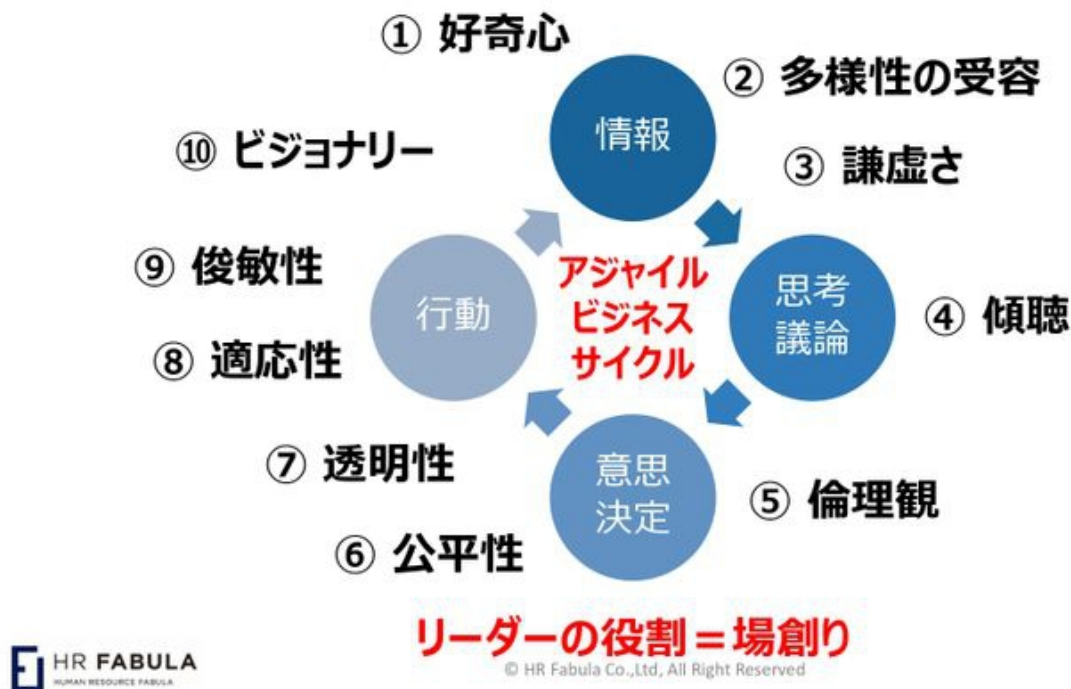 ① 好奇心
② 多様性の受容
③ 謙虚さ
④ 傾聴
⑤ 倫理観
⑥ 公平性
⑦ 透明性
⑧ 適応性
⑨ 俊敏性
⑩ ビジョナリー
情報
思考
議論
意思
決定
行動
アジャイル
ビジネス
サイクル
リーダーの役割＝場創り
HR FABULA
HUMAN RESOURCE FABULA
© HR Fabula Co.,Ltd, All Right Reserved